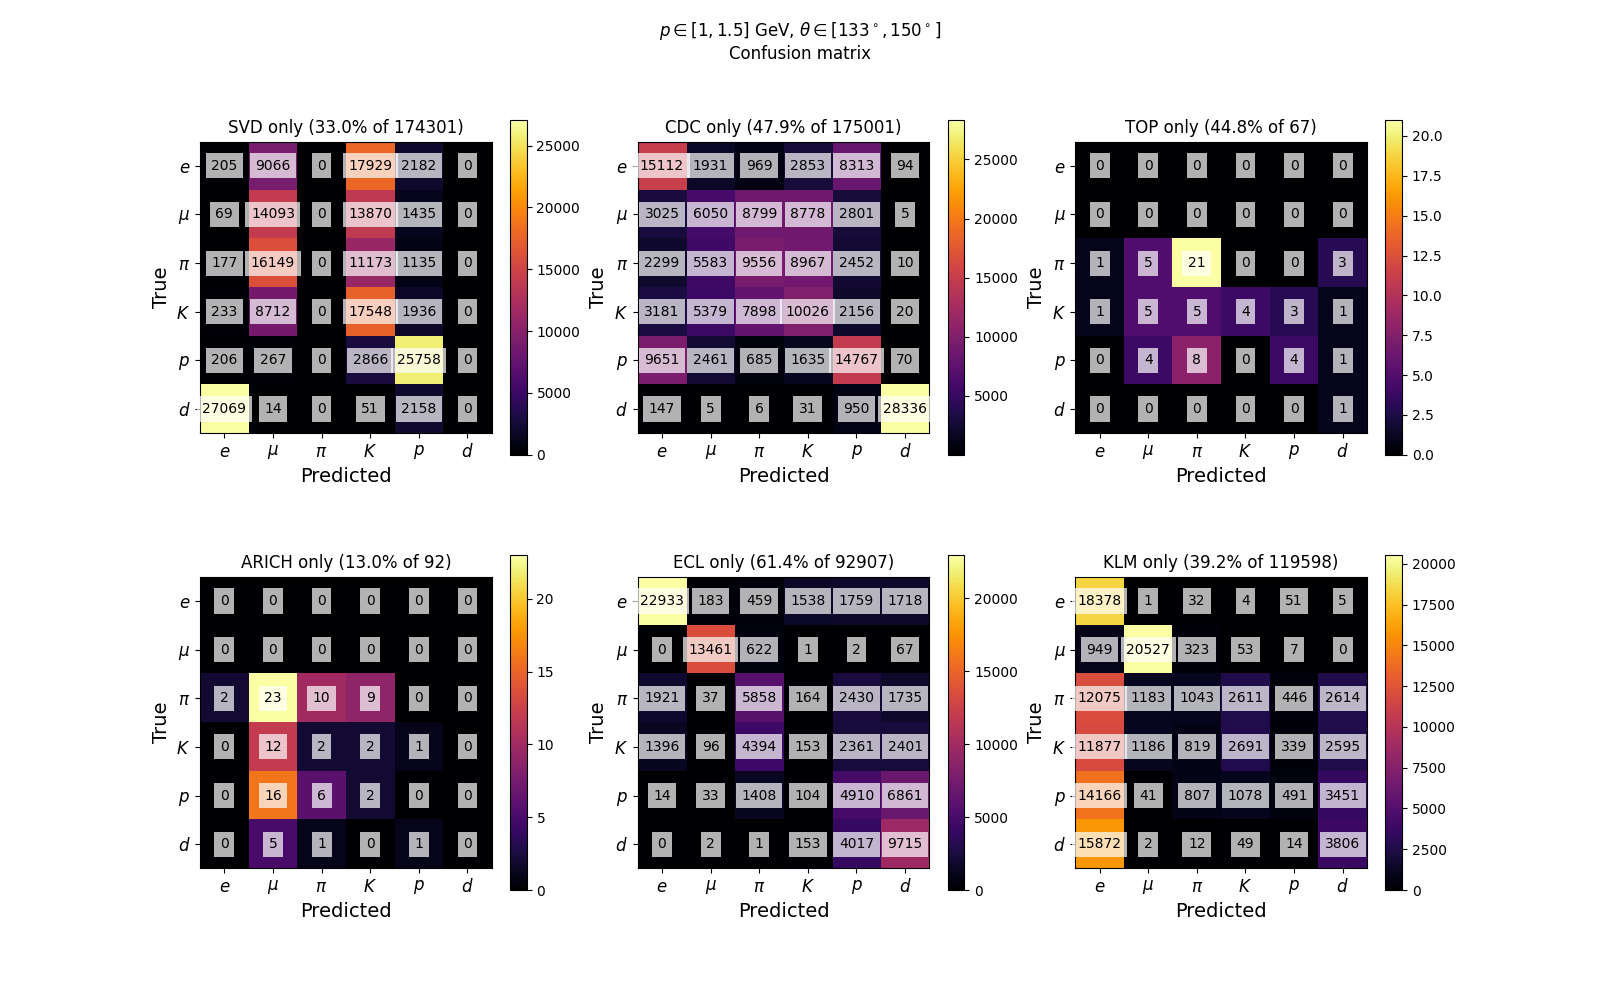 p ∈ [1, 1.5] GeV, θ ∈ [133°, 150°]
Confusion matrix
SVD only (33.0% of 174301)
e 205 9066 0 17929 2182 0
μ 69 14093 0 13870 1435 0
π 177 16149 0 11173 1135 0
K 233 8712 0 17548 1936 0
p 206 267 0 2866 25758 0
d 27069 14 0 51 2158 0
e μ π K p d
True
Predicted
25000
20000
15000
10000
5000
0
CDC only (47.9% of 175001)
e 15112 1931 969 2853 8313 94
μ 3025 6050 8799 8778 2801 5
π 2299 5583 9556 8967 2452 10
K 3181 5379 7898 10026 2156 20
p 9651 2461 685 1635 14767 70
d 147 5 6 31 950 28336
e μ π K p d
True
Predicted
25000
20000
15000
10000
5000
TOP only (44.8% of 67)
e 0 0 0 0 0 0
μ 0 0 0 0 0 0
π 1 5 21 0 0 3
K 1 5 5 4 3 1
p 0 4 8 0 4 1
d 0 0 0 0 0 1
e μ π K p d
True
Predicted
20.0
17.5
15.0
12.5
10.0
7.5
5.0
2.5
0.0
ARICH only (13.0% of 92)
e 0 0 0 0 0 0
μ 0 0 0 0 0 0
π 2 23 10 9 0 0
K 0 12 2 2 1 0
p 0 16 6 2 0 0
d 0 5 1 0 1 0
e μ π K p d
True
Predicted
20
15
10
5
0
ECL only (61.4% of 92907)
e 22933 183 459 1538 1759 1718
μ 0 13461 622 1 2 67
π 1921 37 5858 164 2430 1735
K 1396 96 4394 153 2361 2401
p 14 33 1408 104 4910 6861
d 0 2 1 153 4017 9715
e μ π K p d
True
Predicted
20000
15000
10000
5000
0
KLM only (39.2% of 119598)
e 18378 1 32 4 51 5
μ 949 20527 323 53 7 0
π 12075 1183 1043 2611 446 2614
K 11877 1186 819 2691 339 2595
p 14166 41 807 1078 491 3451
d 15872 2 12 49 14 3806
e μ π K p d
True
Predicted
20000
17500
15000
12500
10000
7500
5000
2500
0